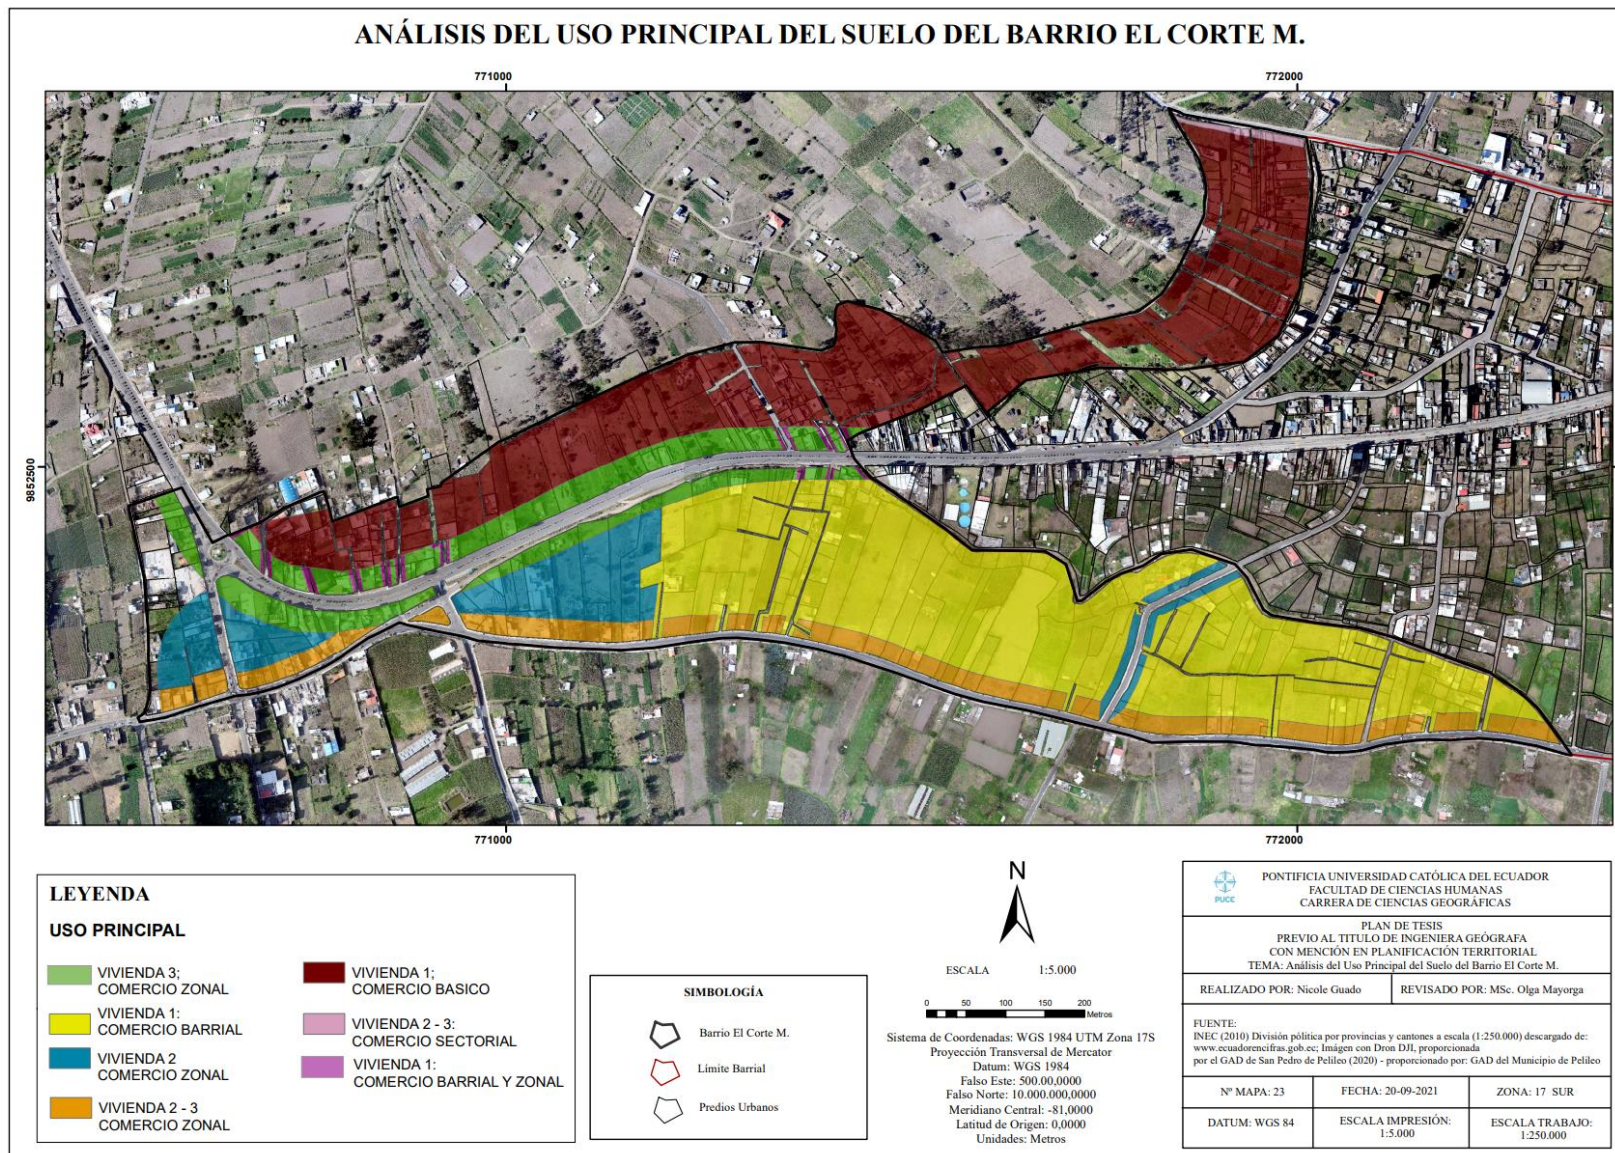 ANÁLISIS DEL USO PRINCIPAL DEL SUELO DEL BARRIO EL CORTE M.
771000
772000
9852500
771000
772000
LEYENDA
USO PRINCIPAL
VIVIENDA 3;
COMERCIO ZONAL
VIVIENDA 1:
COMERCIO BARRIAL
VIVIENDA 2
COMERCIO ZONAL
VIVIENDA 2 - 3
COMERCIO ZONAL
VIVIENDA 1;
COMERCIO BASICO
VIVIENDA 2 - 3:
COMERCIO SECTORIAL
VIVIENDA 1:
COMERCIO BARRIAL Y ZONAL
SIMBOLOGÍA
Barrio El Corte M.
Límite Barrial
Predios Urbanos
N
ESCALA 1:5.000
0 50 100 150 200
Metros
Sistema de Coordenadas: WGS 1984 UTM Zona 17S
Proyección Transversal de Mercator
Datum: WGS 1984
Falso Este: 500.00,0000
Falso Norte: 10.000.000,0000
Meridiano Central: -81,0000
Latitud de Origen: 0,0000
Unidades: Metros
PUCE
PONTIFICIA UNIVERSIDAD CATÓLICA DEL ECUADOR
FACULTAD DE CIENCIAS HUMANAS
CARRERA DE CIENCIAS GEOGRÁFICAS
PLAN DE TESIS
PREVIO AL TITULO DE INGENIERA GEÓGRAFA
CON MENCIÓN EN PLANIFICACIÓN TERRITORIAL
TEMA: Análisis del Uso Principal del Suelo del Barrio El Corte M.
REALIZADO POR: Nicole Guado
REVISADO POR: MSc. Olga Mayorga
FUENTE:
INEC (2010) División pólitica por provincias y cantones a escala (1:250.000) descargado de:
www.ecuadorencifras.gob.ec; Imágen con Dron DJI, proporcionada
por el GAD de San Pedro de Pelileo (2020) - proporcionado por: GAD del Municipio de Pelileo
Nº MAPA: 23
FECHA: 20-09-2021
ZONA: 17 SUR
DATUM: WGS 84
ESCALA IMPRESIÓN:
1:5.000
ESCALA TRABAJO:
1:250.000